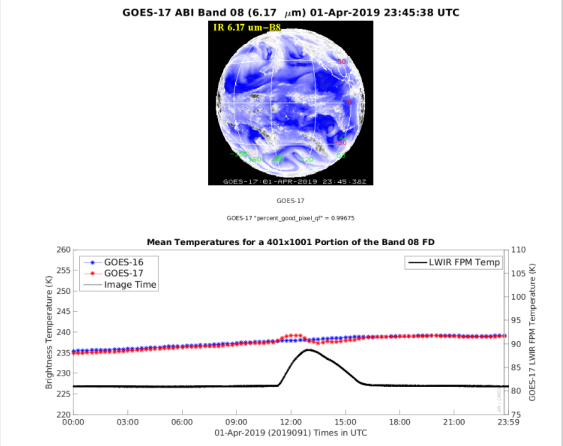 GOES-17 ABI Band 08 (6.17 μm) 01-Apr-2019 23:45:38 UTC
IR 6.17 um-B8
GOES-17:01-APR-2019 23:45:38Z
GOES-17
GOES-17 "percent_good_pixel_qf" = 0.99675
Mean Temperatures for a 401x1001 Portion of the Band 08 FD
GOES-16
GOES-17
Image Time
LWIR FPM Temp
Brightness Temperature (K)
260
255
250
245
240
235
230
225
220
GOES-17 LWIR FPM Temperature (K)
110
105
100
95
90
85
80
75
00:00 03:00 06:00 09:00 12:00 15:00 18:00 21:00 23:59
01-Apr-2019 (2019091) Times in UTC